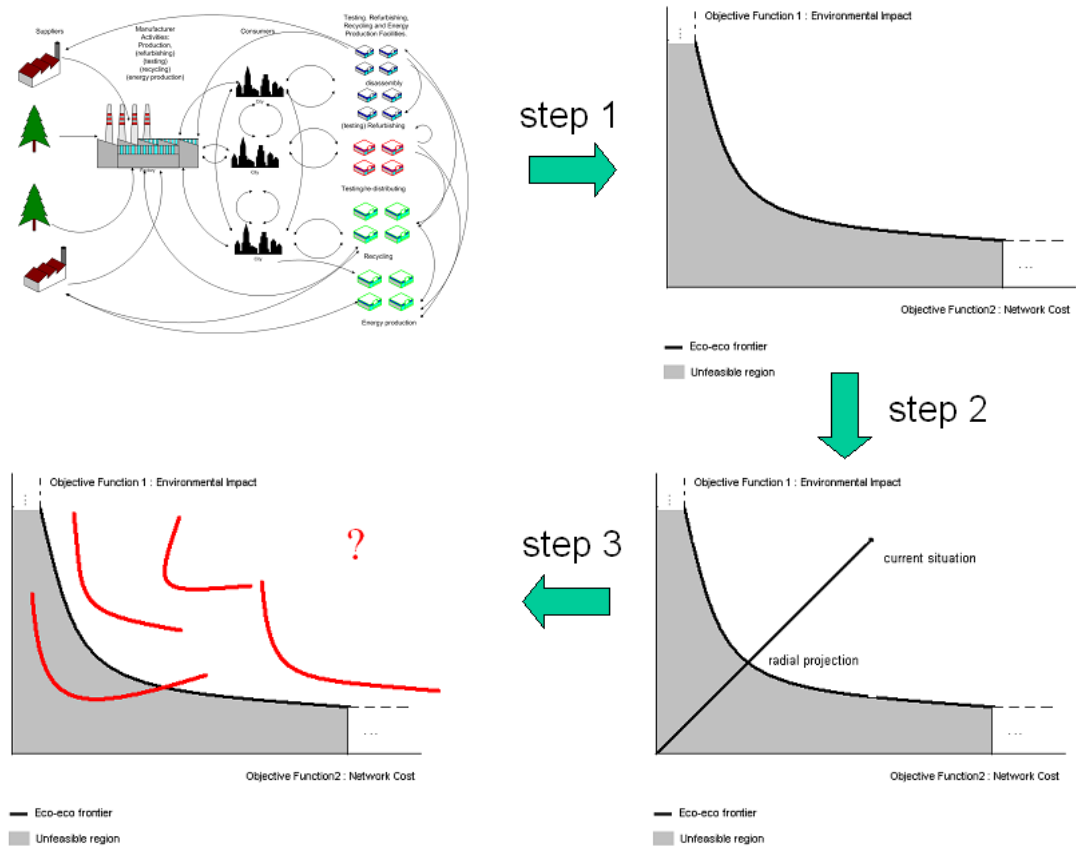 Suppliers
Manufacturer
Activities:
Production,
(refurbishing)
(testing)
(recycling)
(energy production)
Consumers
Testing, Refurbishing,
Recycling and Energy
Production Facilities.
disassembly
City
(testing) Refurbishing
City
Testing/re-distributing
City
Recycling
Energy production
step 1
Objective Function 1 : Environmental Impact
...
...
Objective Function2 : Network Cost
Eco-eco frontier
Unfeasible region
step 2
Objective Function 1 : Environmental Impact
...
?
...
Objective Function2 : Network Cost
Eco-eco frontier
Unfeasible region
step 3
Objective Function 1 : Environmental Impact
...
current situation
radial projection
...
Objective Function2 : Network Cost
Eco-eco frontier
Unfeasible region